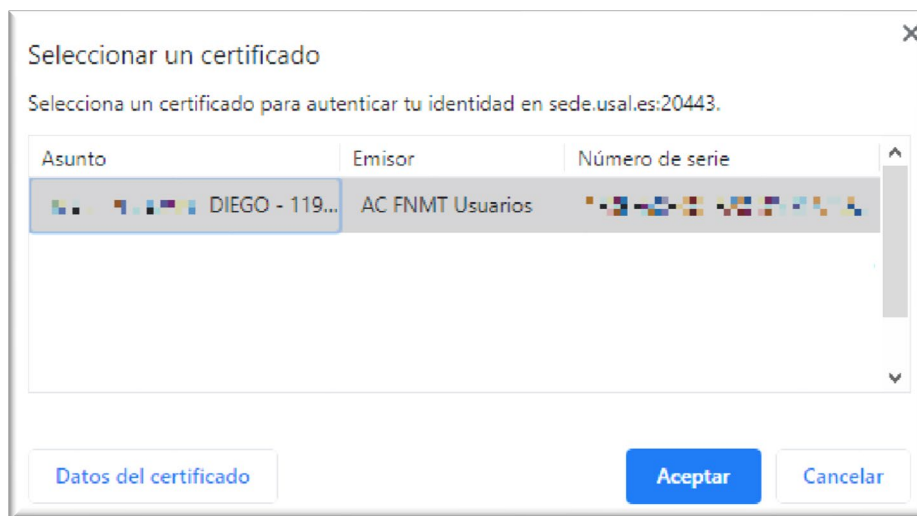 Seleccionar un certificado
Selecciona un certificado para autenticar tu identidad en sede.usal.es:20443.
Asunto Emisor Número de serie
DIEGO - 119... AC FNMT Usuarios
Datos del certificado Aceptar Cancelar